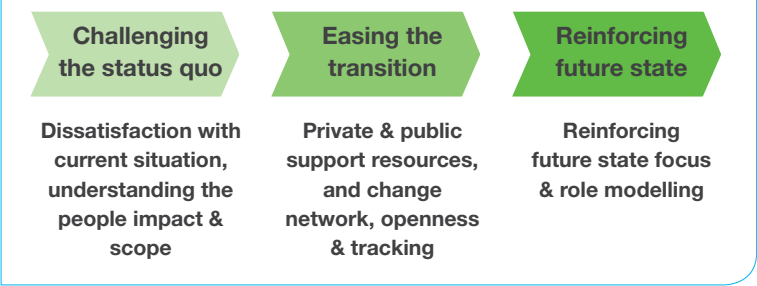 Challenging
the status quo
Dissatisfaction with
current situation,
understanding the
people impact &
scope
Easing the
transition
Private & public
support resources,
and change
network, openness
& tracking
Reinforcing
future state
Reinforcing
future state focus
& role modelling